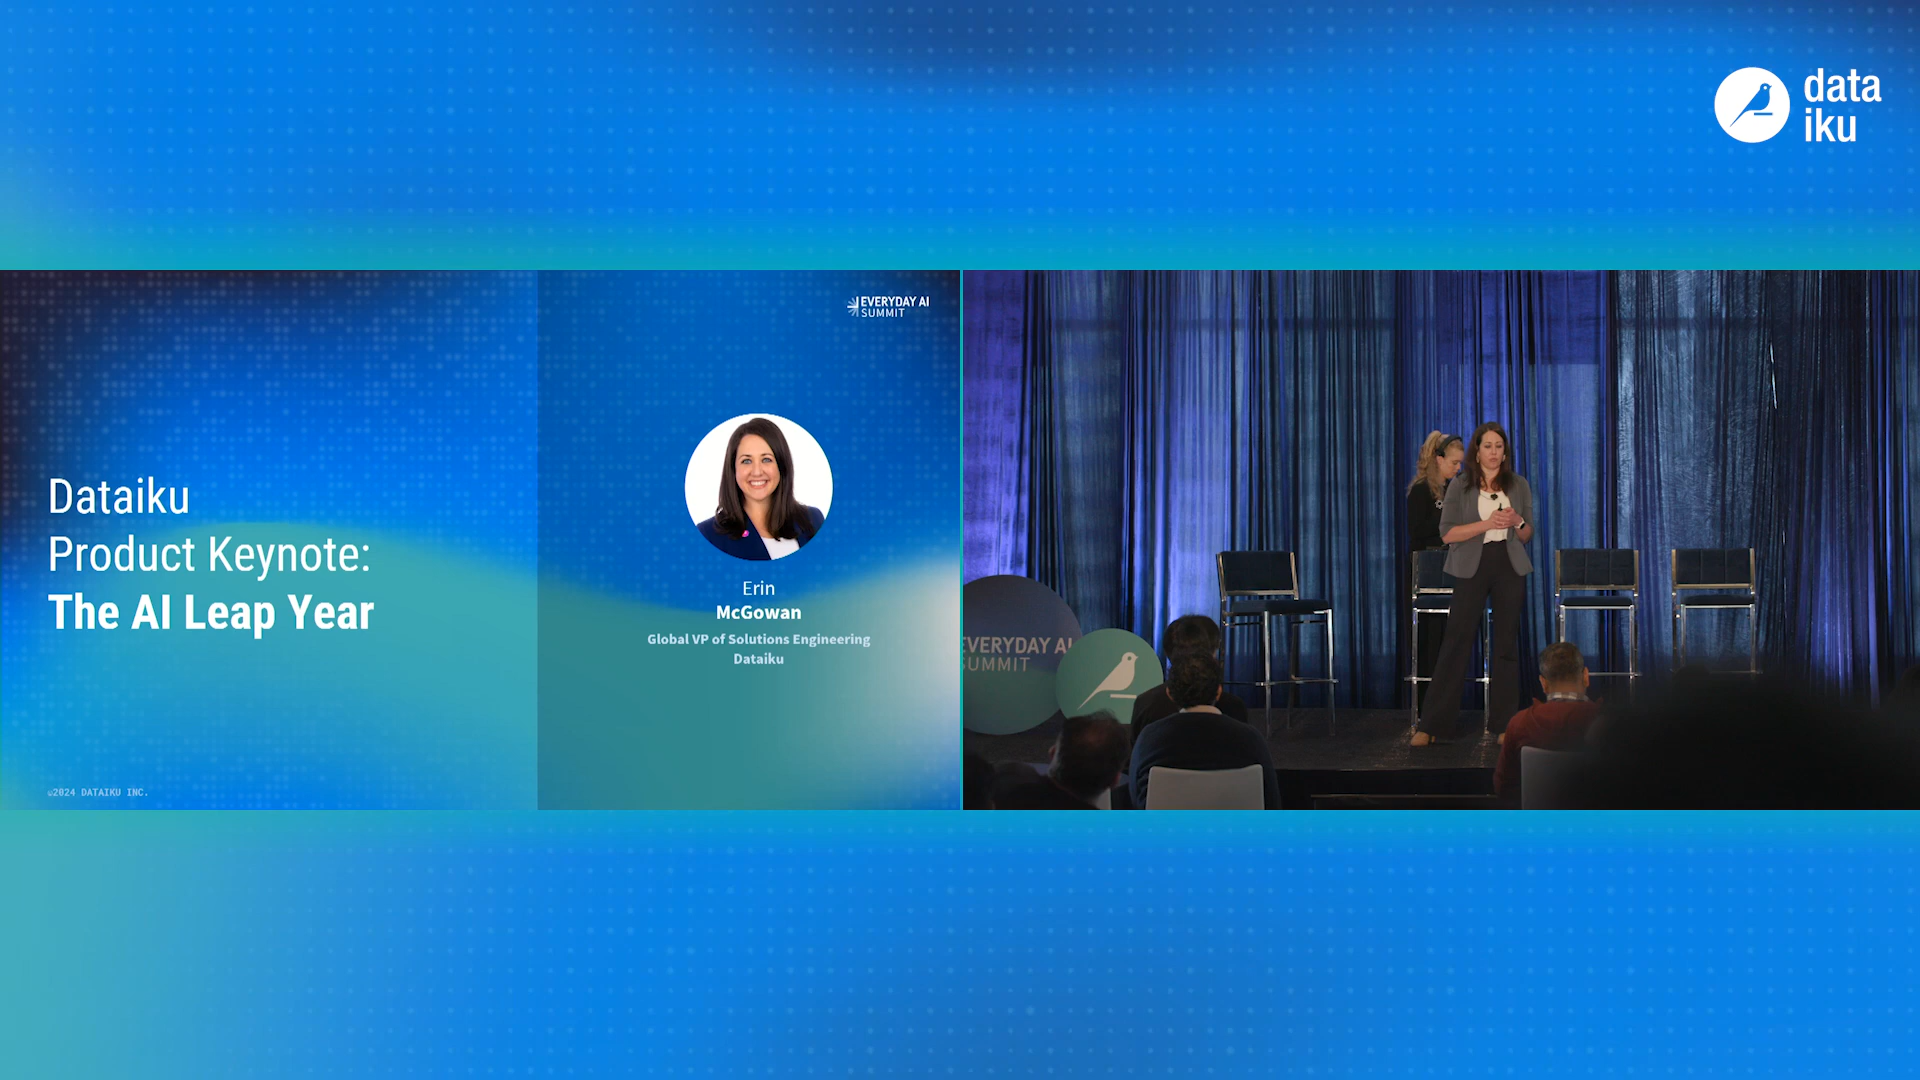 data
iku
EVERYDAY AI
SUMMIT
Dataiku
Product Keynote:
The AI Leap Year
Erin
McGowan
Global VP of Solutions Engineering
Dataiku
©2024 DATAIKU INC.
EVERYDAY AI
SUMMIT